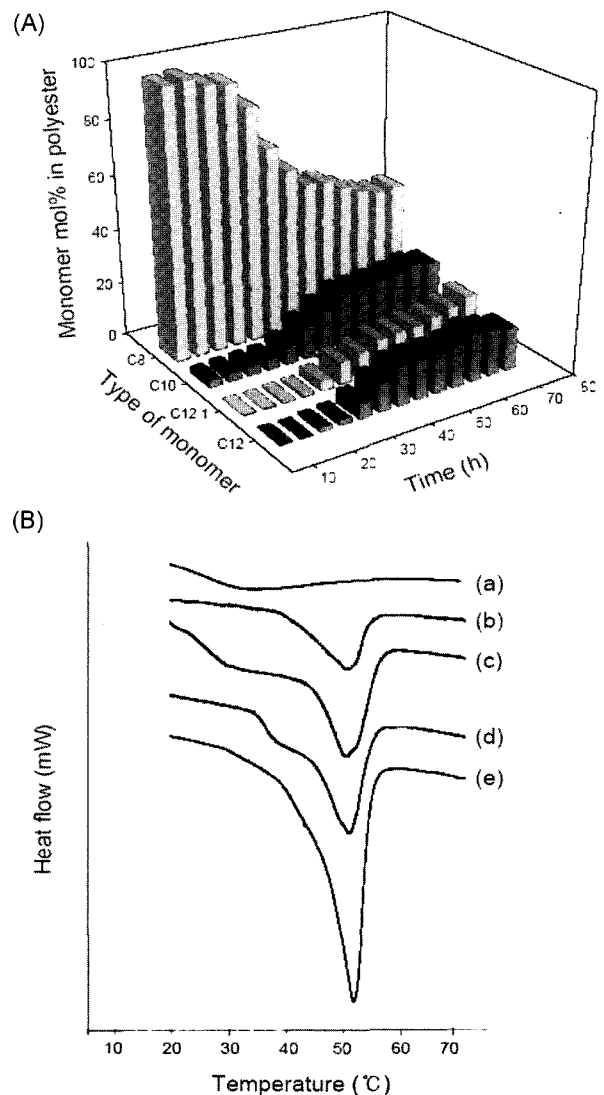 (A)
Monomer mol% in polyester
100
80
60
40
20
0
C8
C10
C12 1
C12
Type of monomer
10
20
30
40
50
60
70
80
Time (h)
(B)
Heat flow (mW)
(a)
(b)
(c)
(d)
(e)
10
20
30
40
50
60
70
Temperature (℃)